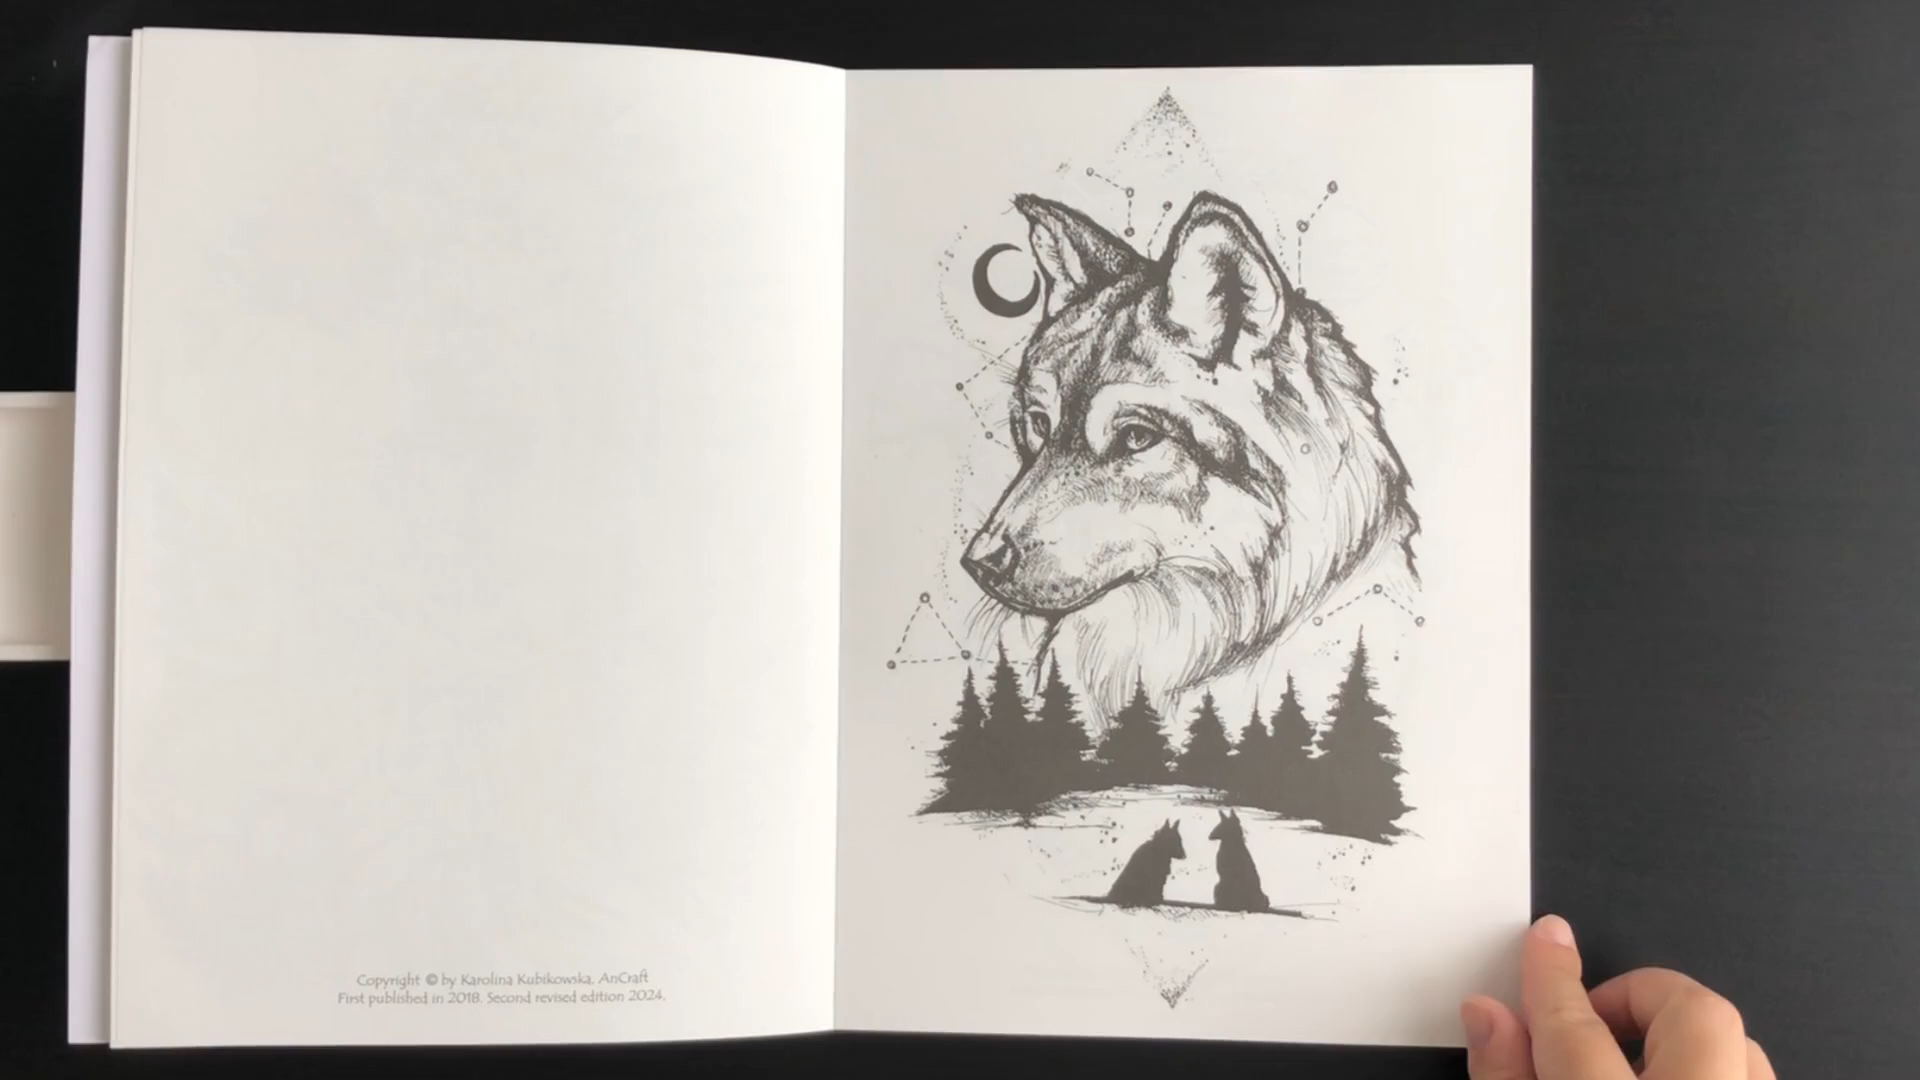 Copyright © by Karolina Kubikowska, AnCraft
First published in 2018. Second revised edition 2024.